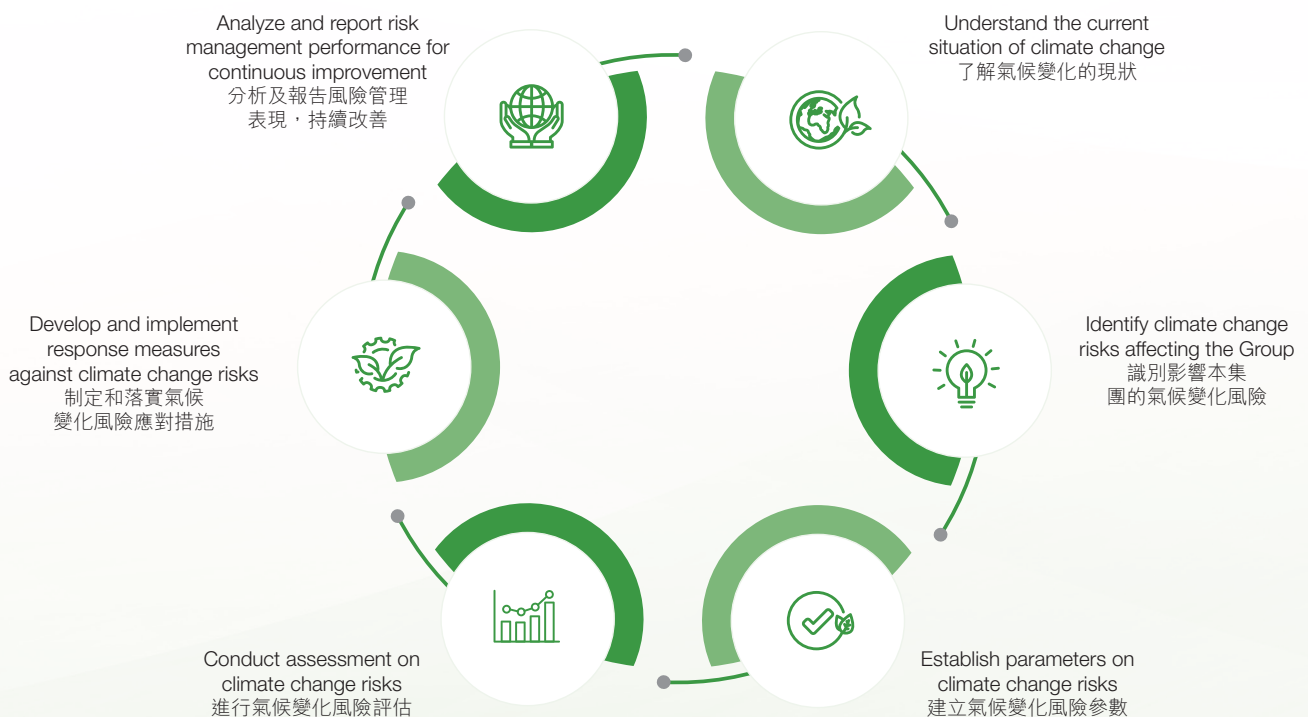 Analyze and report risk
management performance for
continuous improvement
分析及報告風險管理
表現，持續改善
Understand the current
situation of climate change
了解氣候變化的現狀
Identify climate change
risks affecting the Group
識別影響本集
團的氣候變化風險
Establish parameters on
climate change risks
建立氣候變化風險參數
Conduct assessment on
climate change risks
進行氣候變化風險評估
Develop and implement
response measures
against climate change risks
制定和落實氣候
變化風險應對措施